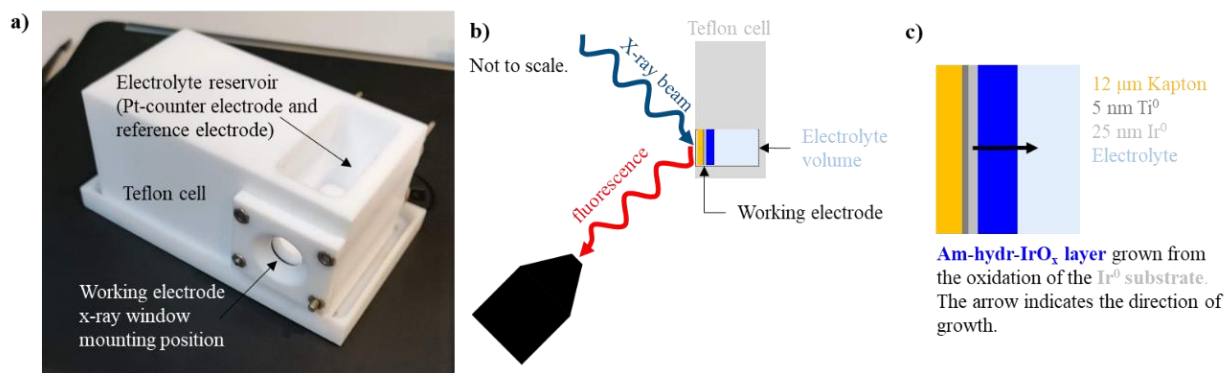 a)
Electrolyte reservoir
(Pt-counter electrode and
reference electrode)
Teflon cell
Working electrode
x-ray window
mounting position
b)
Not to scale.
Teflon cell
X-ray beam
Electrolyte
volume
fluorescence
Working electrode
c)
12 μm Kapton
5 nm Ti⁰
25 nm Ir⁰
Electrolyte
Am-hydr-IrOₓ layer grown from
the oxidation of the Ir⁰ substrate.
The arrow indicates the direction of
growth.